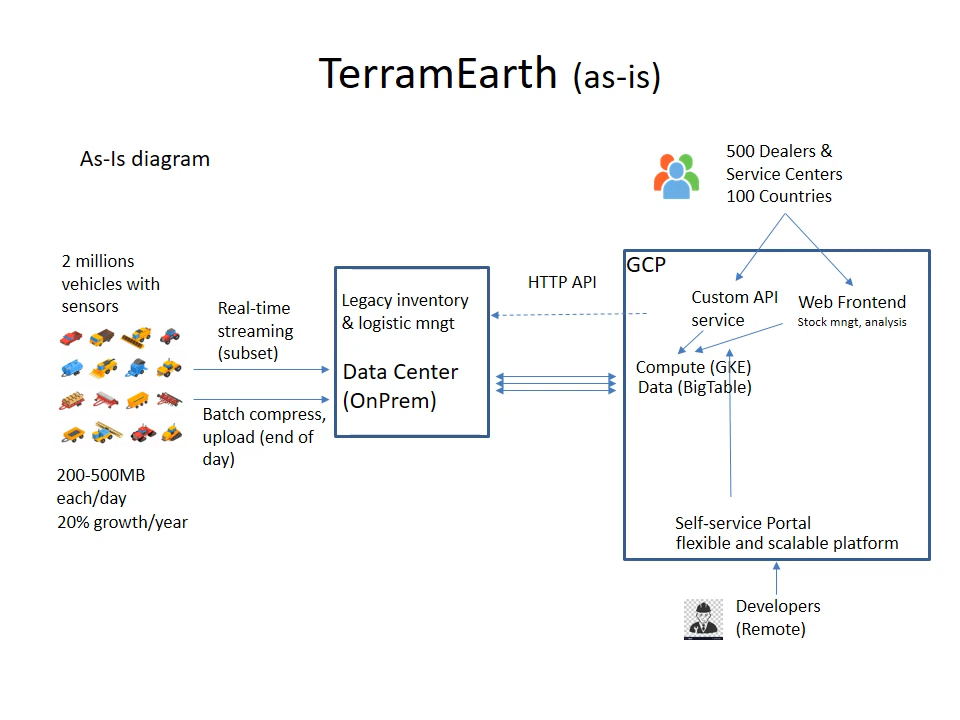 TerramEarth (as-is)
As-Is diagram
500 Dealers &
Service Centers
100 Countries
2 millions
vehicles with
sensors
Real-time
streaming
(subset)
Batch compress,
upload (end of
day)
200-500MB
each/day
20% growth/year
Legacy inventory
& logistic mngt
Data Center
(OnPrem)
HTTP API
GCP
Custom API
service
Web Frontend
Stock mngt, analysis
Compute (GKE)
Data (BigTable)
Self-service Portal
flexible and scalable platform
Developers
(Remote)